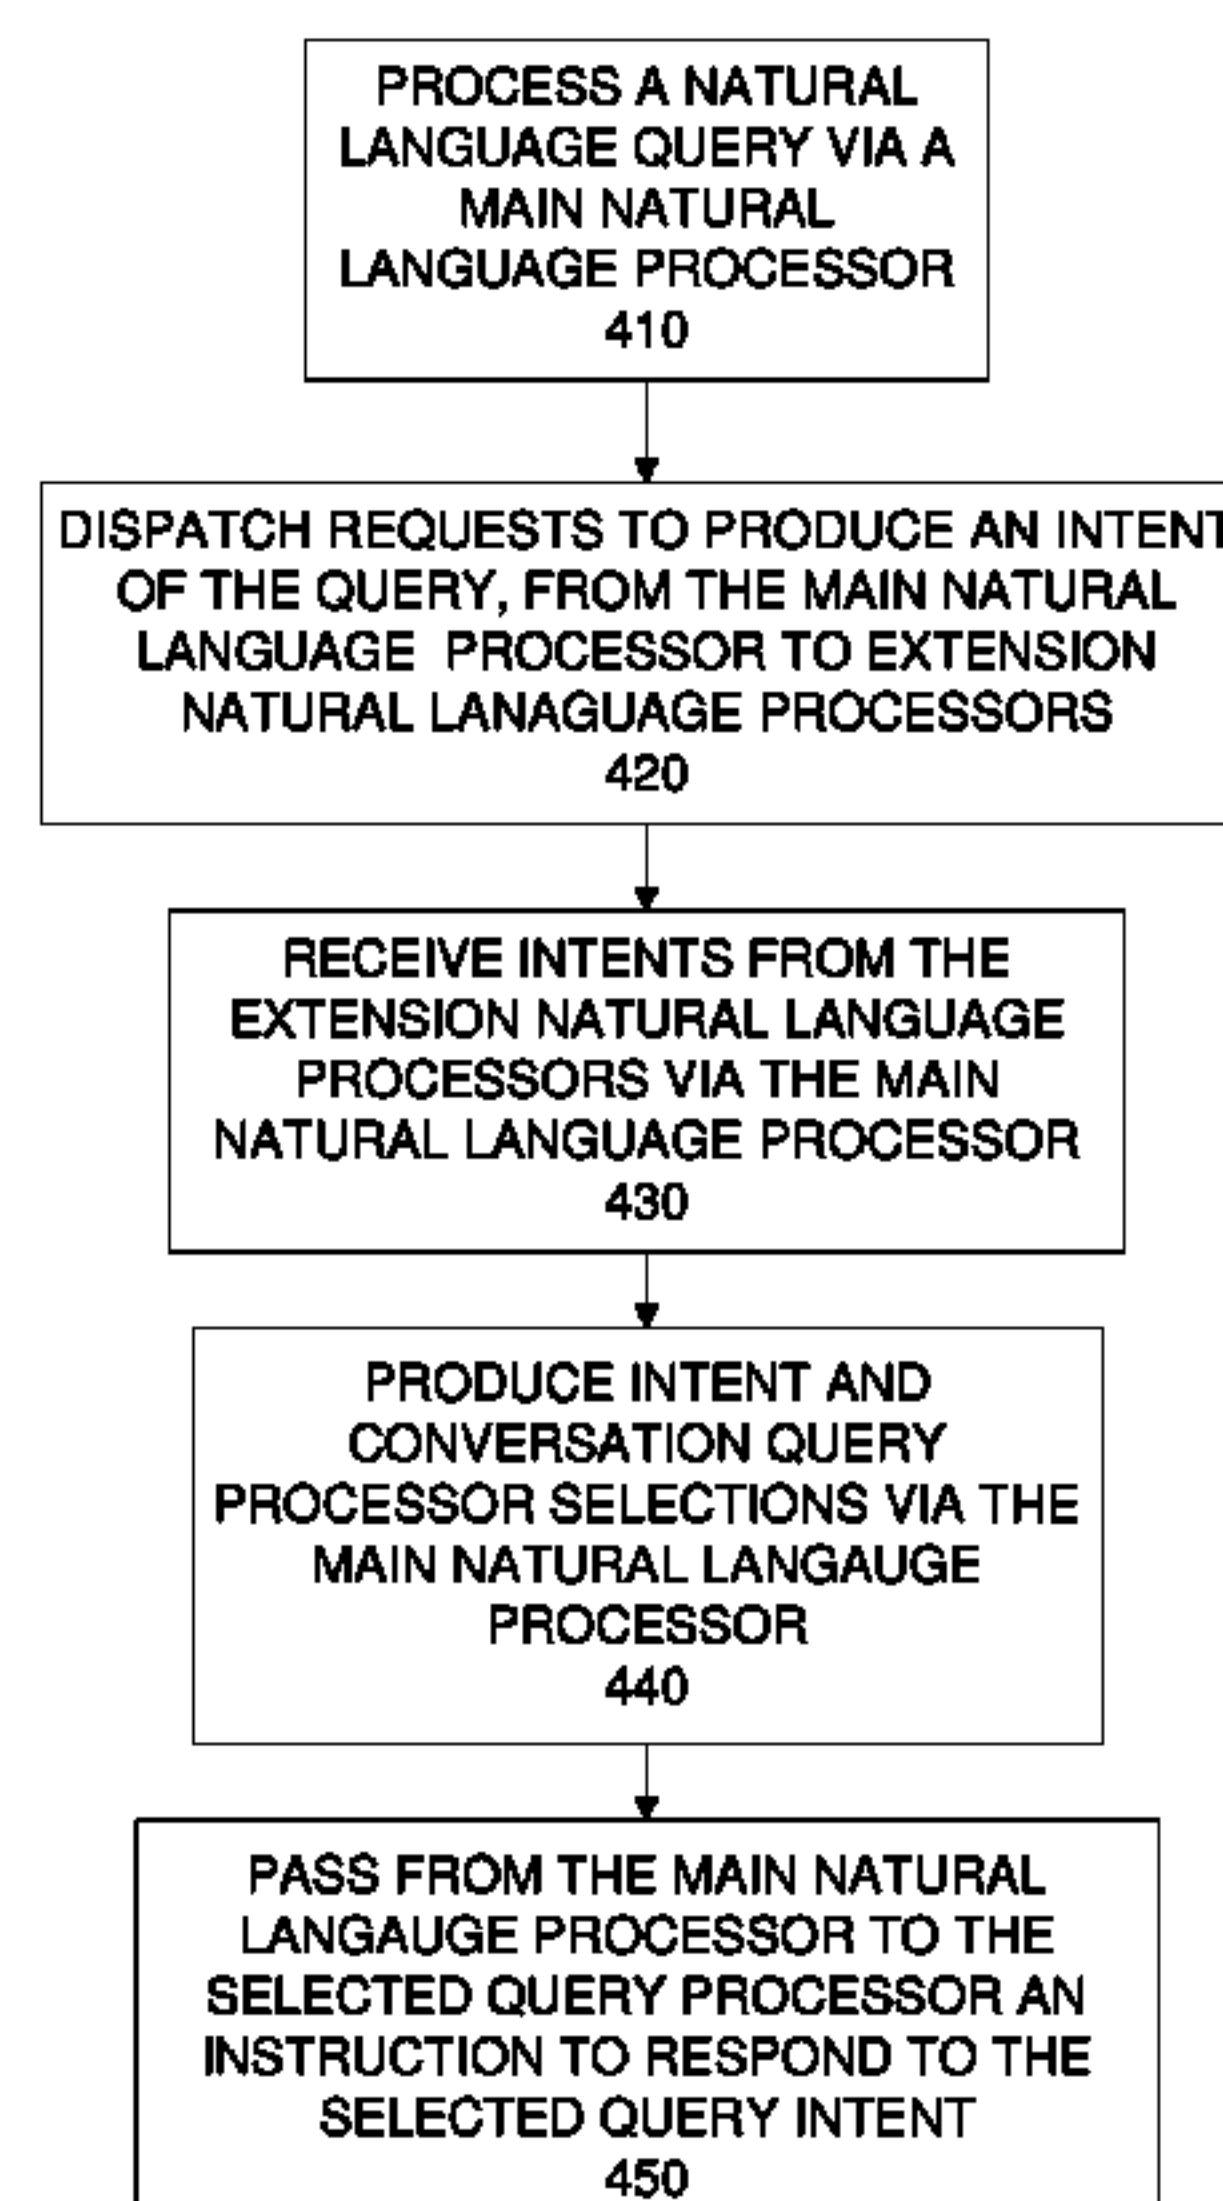 PROCESS A NATURAL
LANGUAGE QUERY VIA A
MAIN NATURAL
LANGUAGE PROCESSOR
410
DISPATCH REQUESTS TO PRODUCE AN INTENT
OF THE QUERY, FROM THE MAIN NATURAL
LANGUAGE PROCESSOR TO EXTENSION
NATURAL LANAGUAGE PROCESSORS
420
RECEIVE INTENTS FROM THE
EXTENSION NATURAL LANGUAGE
PROCESSORS VIA THE MAIN
NATURAL LANGUAGE PROCESSOR
430
PRODUCE INTENT AND
CONVERSATION QUERY
PROCESSOR SELECTIONS VIA THE
MAIN NATURAL LANGAUGE
PROCESSOR
440
PASS FROM THE MAIN NATURAL
LANGAUGE PROCESSOR TO THE
SELECTED QUERY PROCESSOR AN
INSTRUCTION TO RESPOND TO THE
SELECTED QUERY INTENT
450